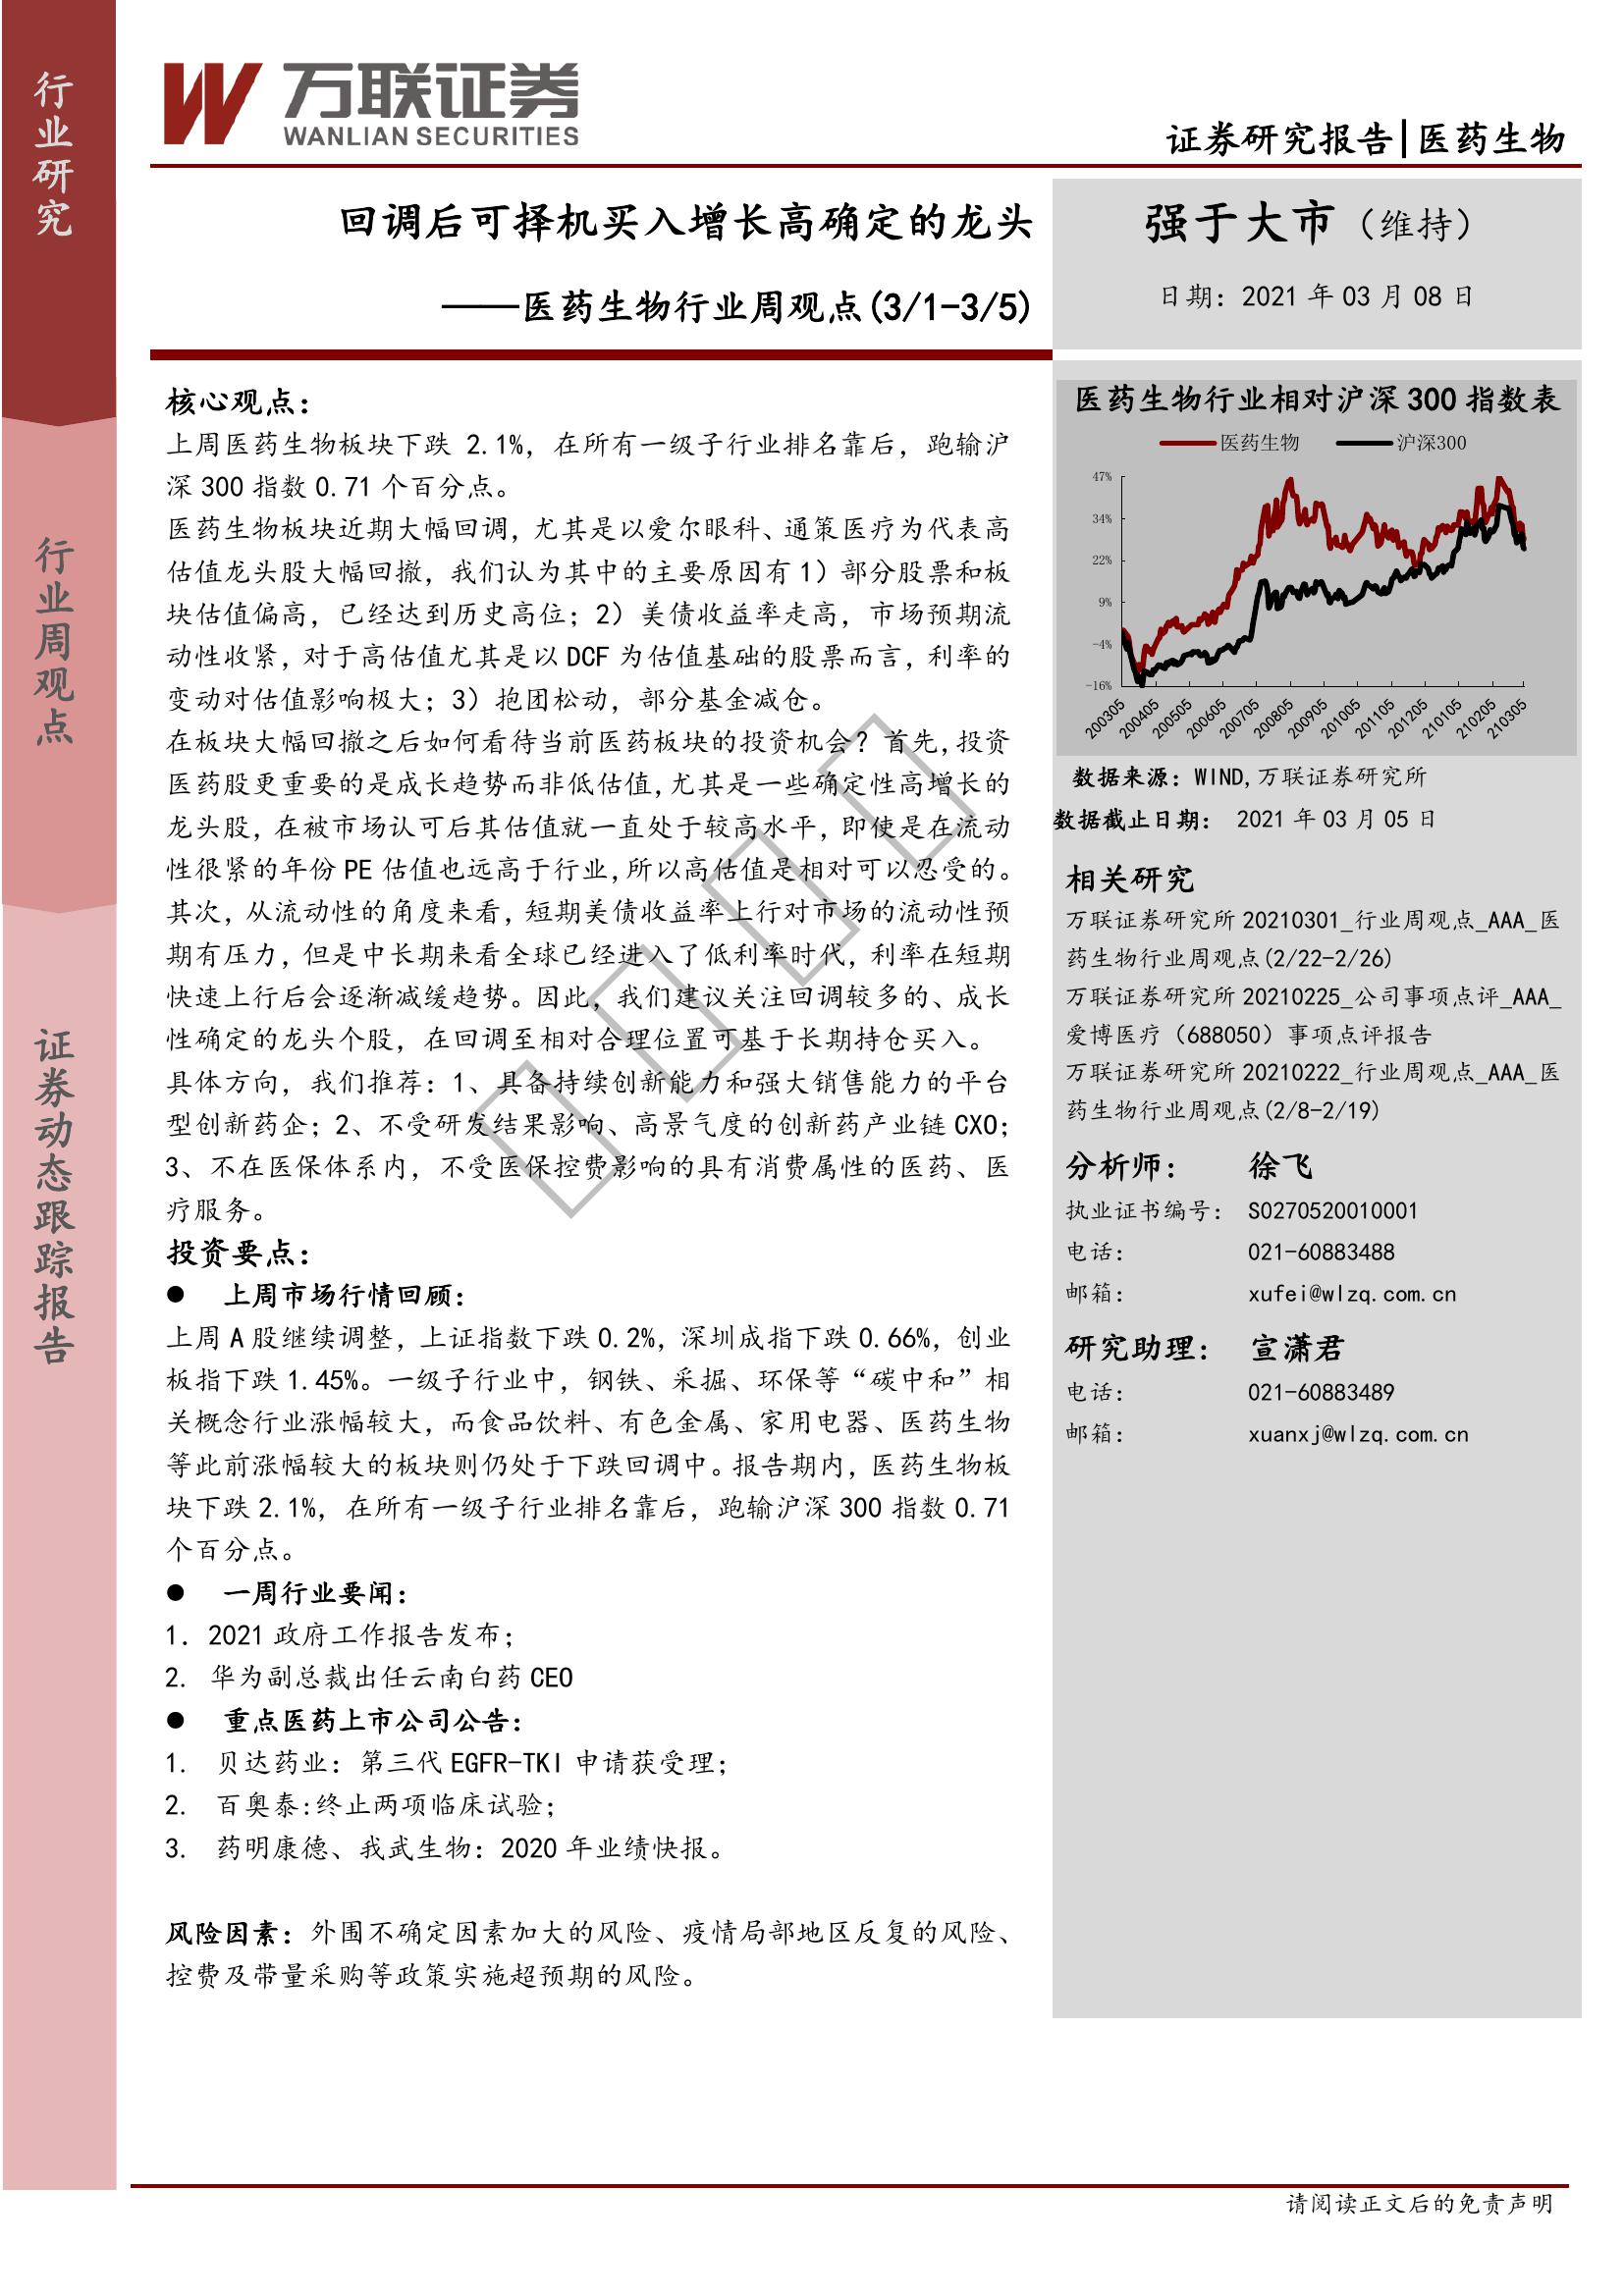 行业研究
行业周观点
证券动态跟踪报告
万联证券
WANLIAN SECURITIES
证券研究报告|医药生物
回调后可择机买入增长高确定的龙头
——医药生物行业周观点(3/1-3/5)
强于大市（维持）
日期：2021 年 03 月 08 日
核心观点：
上周医药生物板块下跌 2.1%，在所有一级子行业排名靠后，跑输沪
深 300 指数 0.71 个百分点。
医药生物板块近期大幅回调，尤其是以爱尔眼科、通策医疗为代表高
估值龙头股大幅回撤，我们认为其中的主要原因有 1）部分股票和板
块估值偏高，已经达到历史高位；2）美债收益率走高，市场预期流
动性收紧，对于高估值尤其是以 DCF 为估值基础的股票而言，利率的
变动对估值影响极大；3）抱团松动，部分基金减仓。
在板块大幅回撤之后如何看待当前医药板块的投资机会？首先，投资
医药股更重要的是成长趋势而非低估值，尤其是一些确定性高增长的
龙头股，在被市场认可后其估值就一直处于较高水平，即使是在流动
性很紧的年份 PE 估值也远高于行业，所以高估值是相对可以忍受的。
其次，从流动性的角度来看，短期美债收益率上行对市场的流动性预
期有压力，但是中长期来看全球已经进入了低利率时代，利率在短期
快速上行后会逐渐减缓趋势。因此，我们建议关注回调较多的、成长
性确定的龙头个股，在回调至相对合理位置可基于长期持仓买入。
具体方向，我们推荐：1、具备持续创新能力和强大销售能力的平台
型创新药企；2、不受研发结果影响、高景气度的创新药产业链 CXO；
3、不在医保体系内，不受医保控费影响的具有消费属性的医药、医
疗服务。
投资要点：
● 上周市场行情回顾：
上周 A 股继续调整，上证指数下跌 0.2%，深圳成指下跌 0.66%，创业
板指下跌 1.45%。一级子行业中，钢铁、采掘、环保等“碳中和”相
关概念行业涨幅较大，而食品饮料、有色金属、家用电器、医药生物
等此前涨幅较大的板块则仍处于下跌回调中。报告期内，医药生物板
块下跌 2.1%，在所有一级子行业排名靠后，跑输沪深 300 指数 0.71
个百分点。
● 一周行业要闻：
1. 2021 政府工作报告发布；
2. 华为副总裁出任云南白药 CEO
● 重点医药上市公司公告：
1. 贝达药业：第三代 EGFR-TKI 申请获受理；
2. 百奥泰:终止两项临床试验；
3. 药明康德、我武生物：2020 年业绩快报。
风险因素：外围不确定因素加大的风险、疫情局部地区反复的风险、
控费及带量采购等政策实施超预期的风险。
医药生物行业相对沪深 300 指数表
医药生物 沪深300
47%
34%
22%
9%
-4%
-16%
200305 200405 200505 200605 200705 200805 200905 201005 201105 201205 210105 210205 210305
数据来源：WIND,万联证券研究所
数据截止日期： 2021 年 03 月 05 日
相关研究
万联证券研究所 20210301_行业周观点_AAA_医
药生物行业周观点(2/22-2/26)
万联证券研究所 20210225_公司事项点评_AAA_
爱博医疗（688050）事项点评报告
万联证券研究所 20210222_行业周观点_AAA_医
药生物行业周观点(2/8-2/19)
分析师： 徐飞
执业证书编号： S0270520010001
电话： 021-60883488
邮箱： xufei@wlzq.com.cn
研究助理： 宣潇君
电话： 021-60883489
邮箱： xuanxj@wlzq.com.cn
请阅读正文后的免责声明